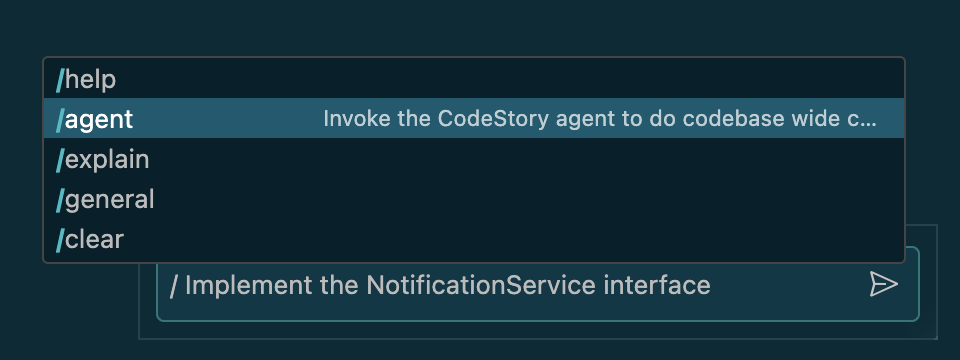 /help
/agent Invoke the CodeStory agent to do codebase wide c...
/explain
/general
/clear
/ Implement the NotificationService interface